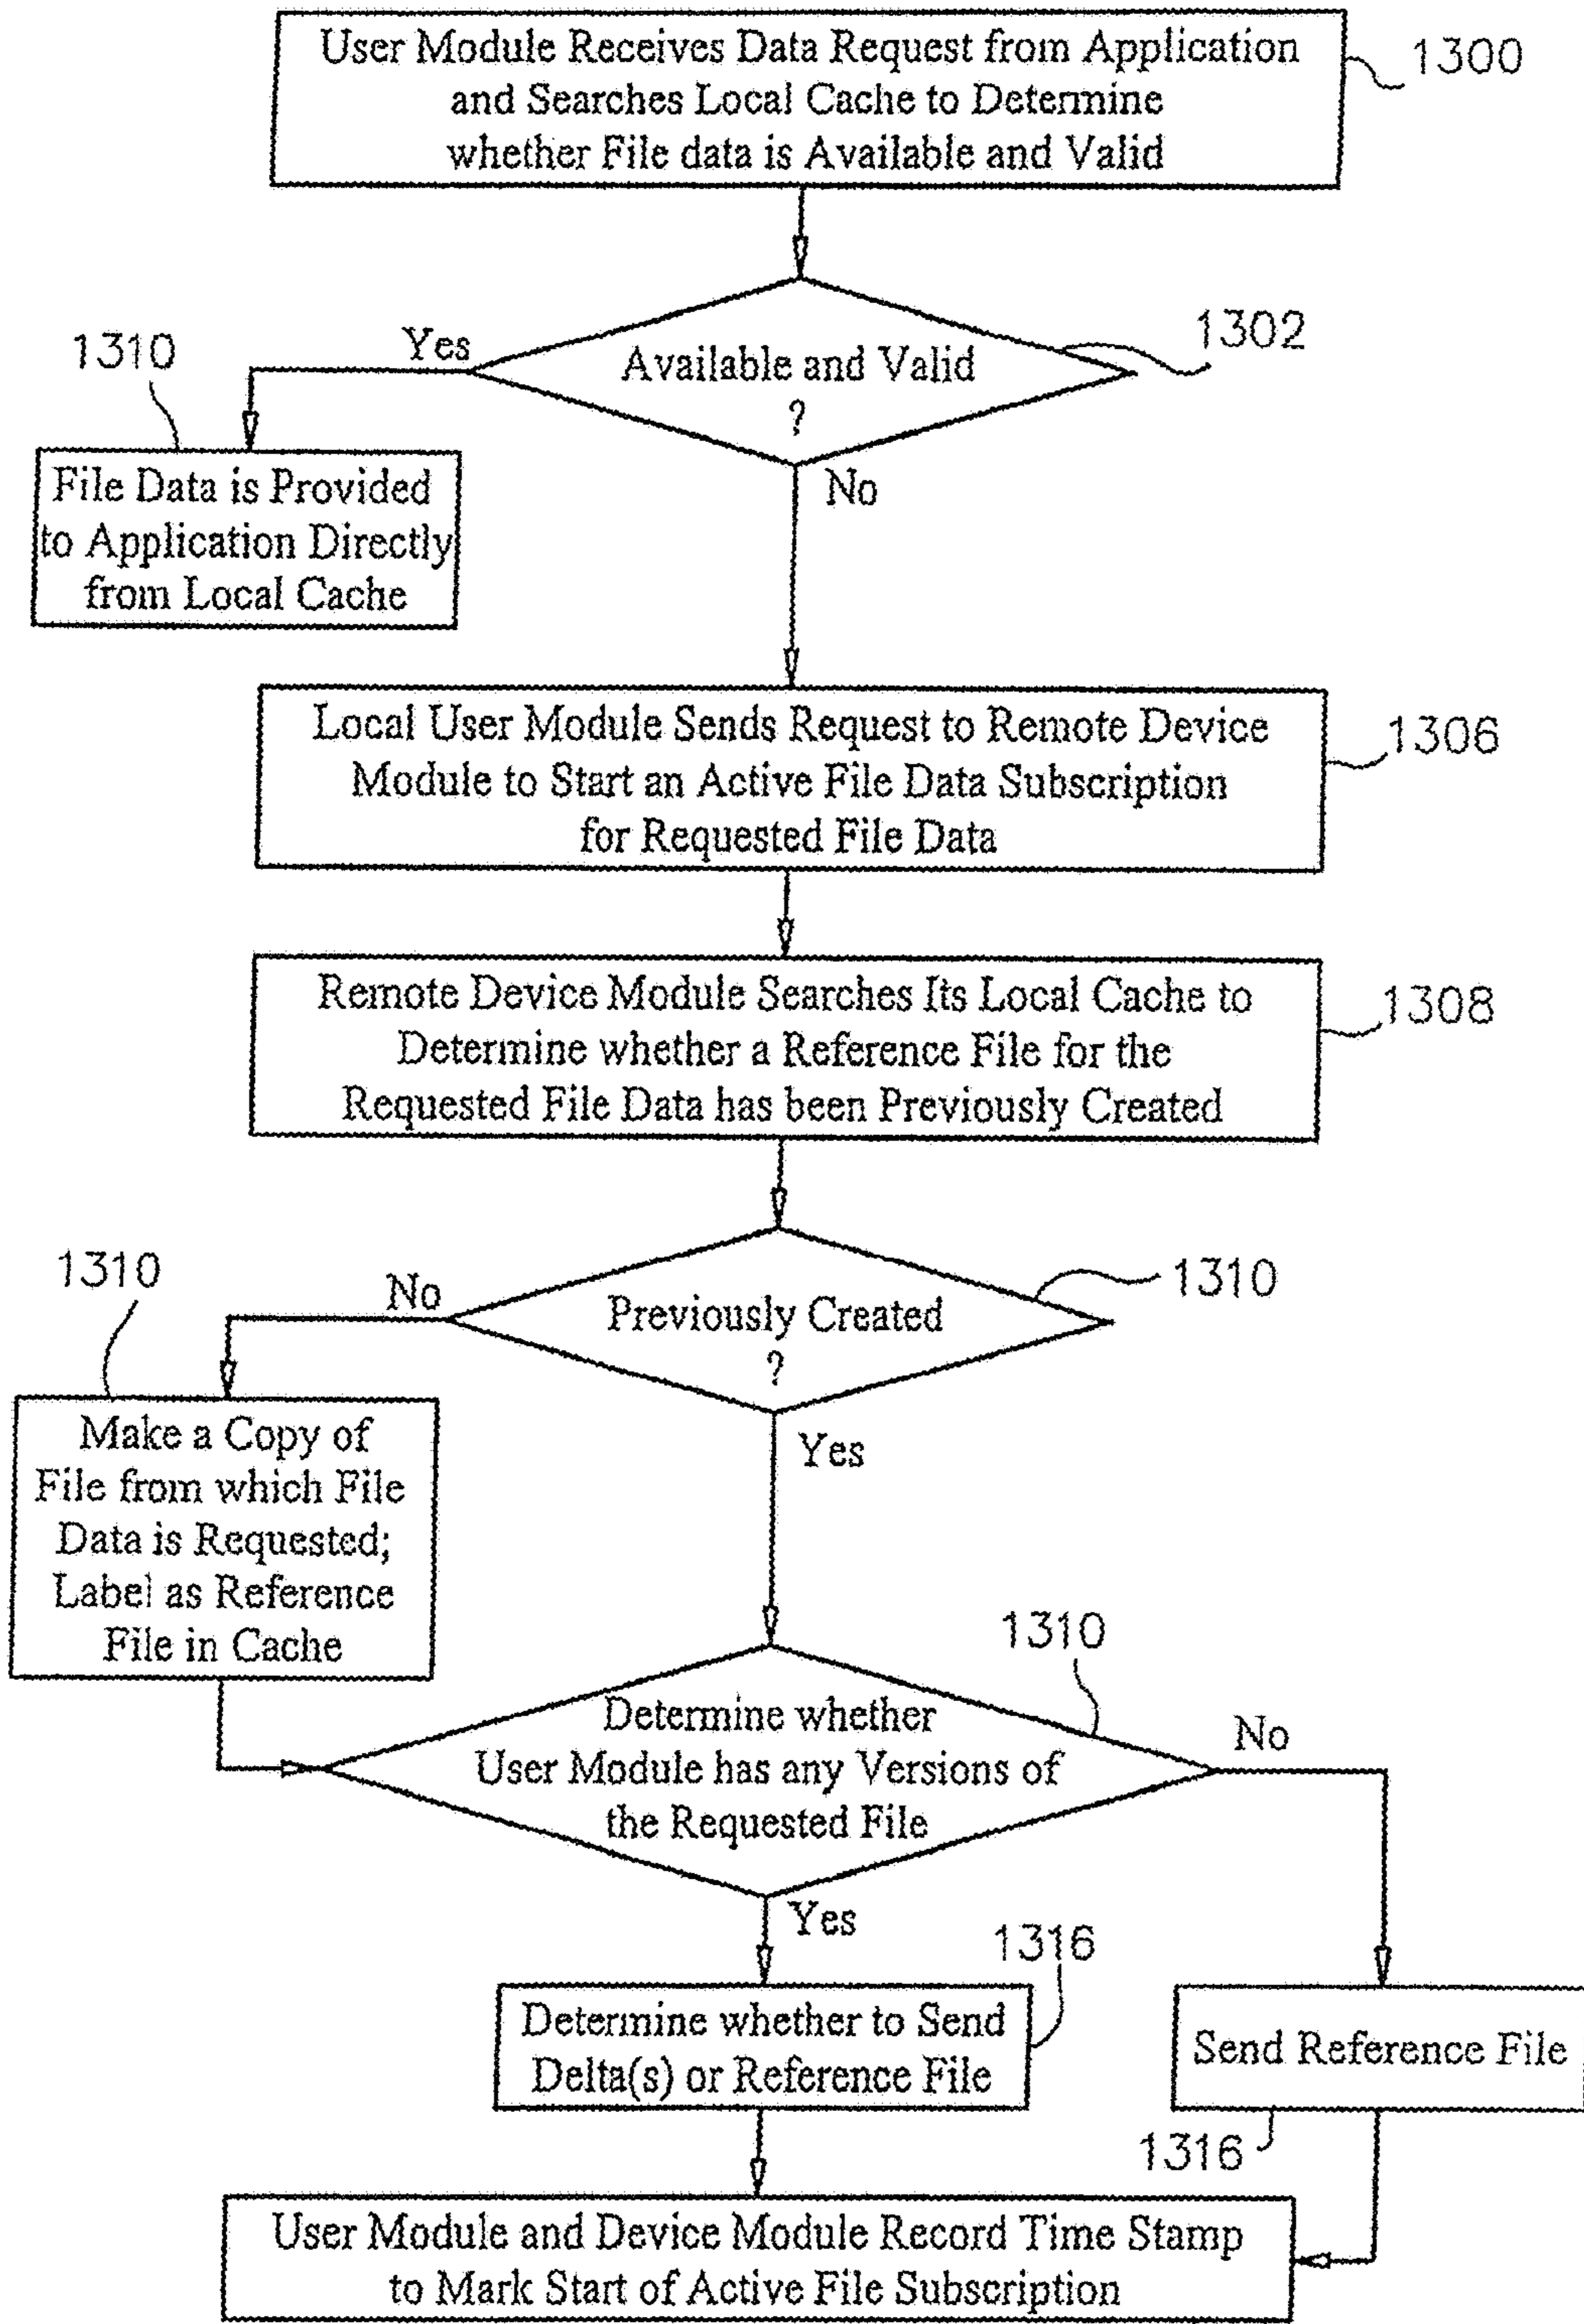 User Module Receives Data Request from Application
and Searches Local Cache to Determine
whether File data is Available and Valid
1300
Available and Valid
?
1302
Yes
1310
File Data is Provided
to Application Directly
from Local Cache
No
Local User Module Sends Request to Remote Device
Module to Start an Active File Data Subscription
for Requested File Data
1306
Remote Device Module Searches Its Local Cache to
Determine whether a Reference File for the
Requested File Data has been Previously Created
1308
Previously Created
?
1310
No
1310
Make a Copy of
File from which File
Data is Requested;
Label as Reference
File in Cache
Yes
1310
Determine whether
User Module has any Versions of
the Requested File
No
Yes
1316
Determine whether to Send
Delta(s) or Reference File
Send Reference File
1316
User Module and Device Module Record Time Stamp
to Mark Start of Active File Subscription